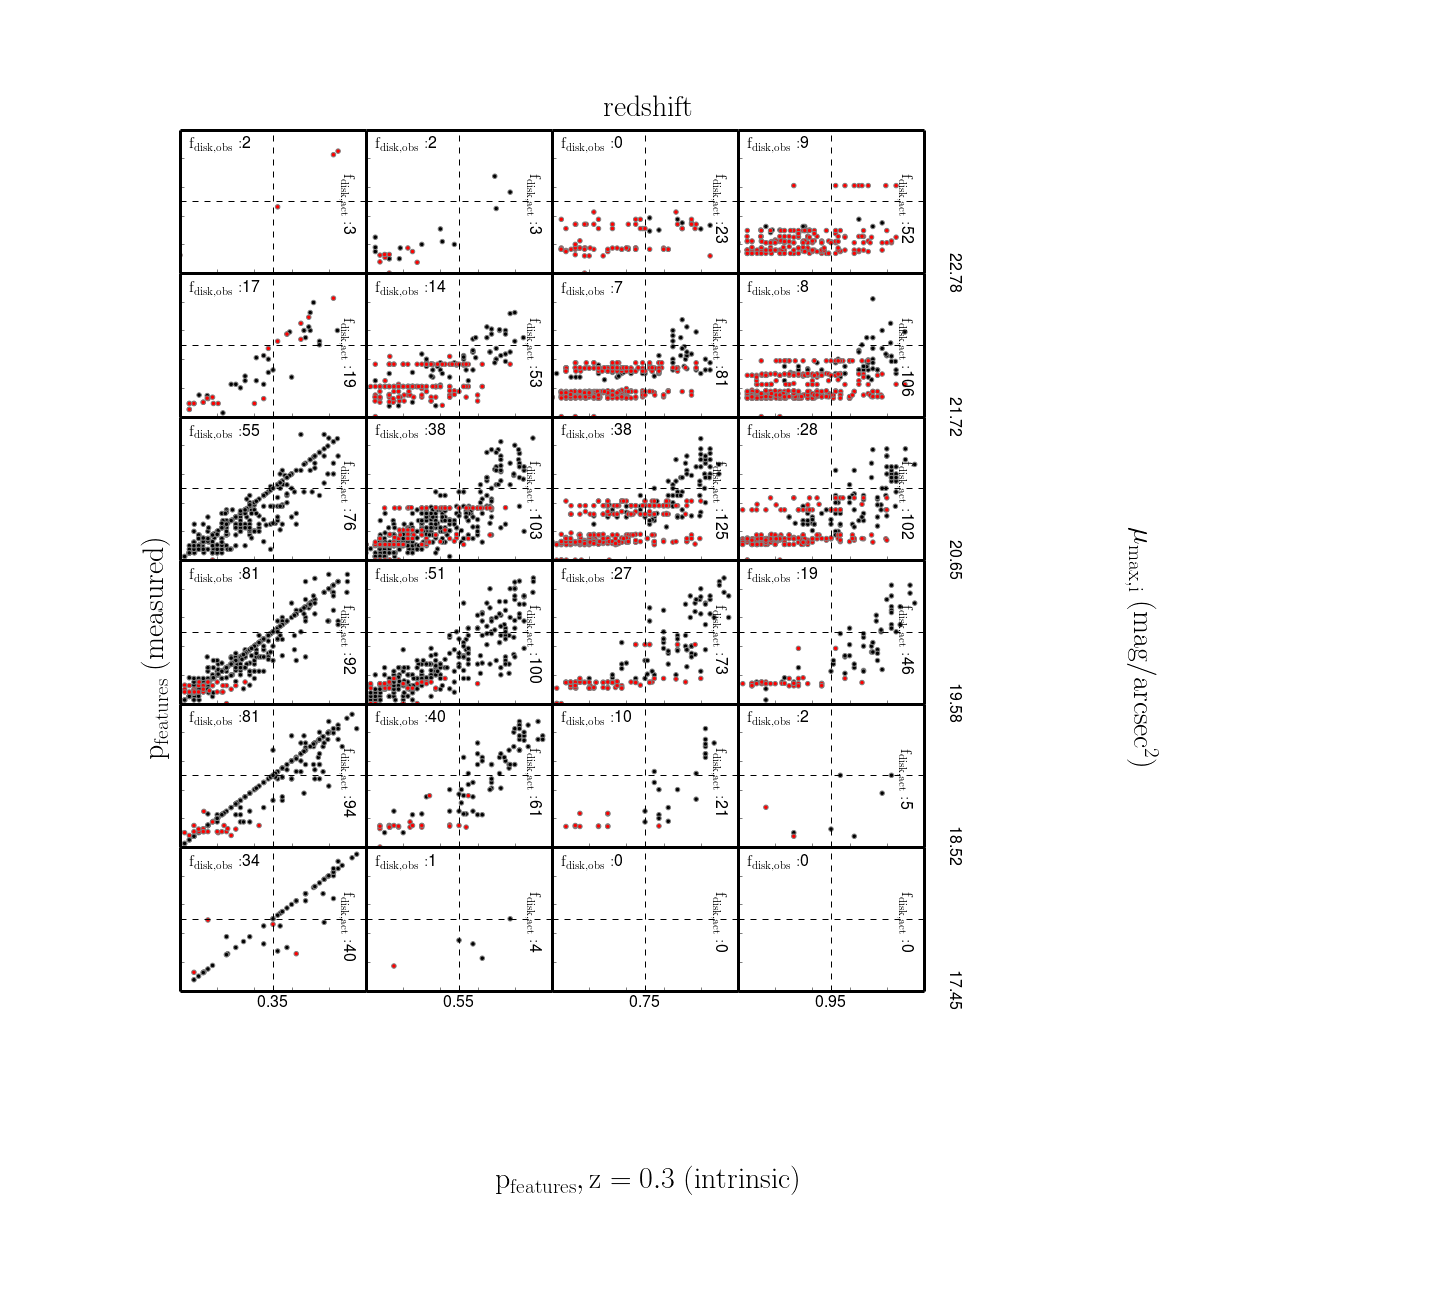 redshift
f_disk,obs :2
f_disk,act :3
f_disk,obs :2
f_disk,act :3
f_disk,obs :0
f_disk,act :23
f_disk,obs :9
f_disk,act :52
22.78
f_disk,obs :17
f_disk,act :19
f_disk,obs :14
f_disk,act :53
f_disk,obs :7
f_disk,act :81
f_disk,obs :8
f_disk,act :106
21.72
f_disk,obs :55
f_disk,act :76
f_disk,obs :38
f_disk,act :103
f_disk,obs :38
f_disk,act :125
f_disk,obs :28
f_disk,act :102
20.65
f_disk,obs :81
f_disk,act :92
f_disk,obs :51
f_disk,act :100
f_disk,obs :27
f_disk,act :73
f_disk,obs :19
f_disk,act :46
19.58
f_disk,obs :81
f_disk,act :94
f_disk,obs :40
f_disk,act :61
f_disk,obs :10
f_disk,act :21
f_disk,obs :2
f_disk,act :5
18.52
f_disk,obs :34
f_disk,act :40
f_disk,obs :1
f_disk,act :4
f_disk,obs :0
f_disk,act :0
f_disk,obs :0
f_disk,act :0
17.45
0.35 0.55 0.75 0.95
p_features (measured)
μ_max,i (mag/arcsec²)
p_features, z = 0.3 (intrinsic)